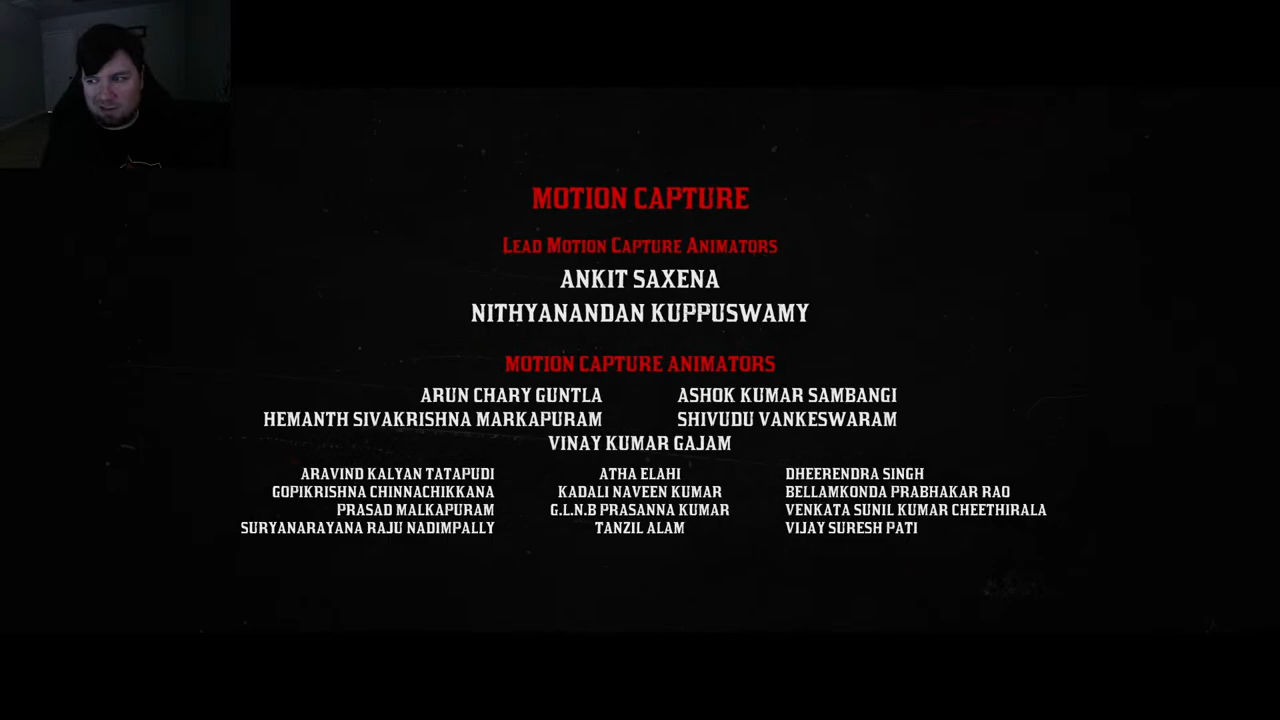 MOTION CAPTURE
LEAD MOTION CAPTURE ANIMATORS
ANKIT SAXENA
NITHYANANDAN KUPPUSWAMY
MOTION CAPTURE ANIMATORS
ARUN CHARY GUNTLA ASHOK KUMAR SAMBANGI
HEMANTH SIVAKRISHNA MARKAPURAM SHIVUDU VANKESWARAM
VINAY KUMAR GAJAM
ARAVIND KALYAN TATAPUDI ATHA ELAHI DHEERENDRA SINGH
GOPIKRISHNA CHINNACHIKKANA KADALI NAVEEN KUMAR BELLAMKONDA PRABHAKAR RAO
PRASAD MALKAPURAM G.L.N.B PRASANNA KUMAR VENKATA SUNIL KUMAR CHEETHIRALA
SURYANARAYANA RAJU NADIMPALLY TANZIL ALAM VIJAY SURESH PATI